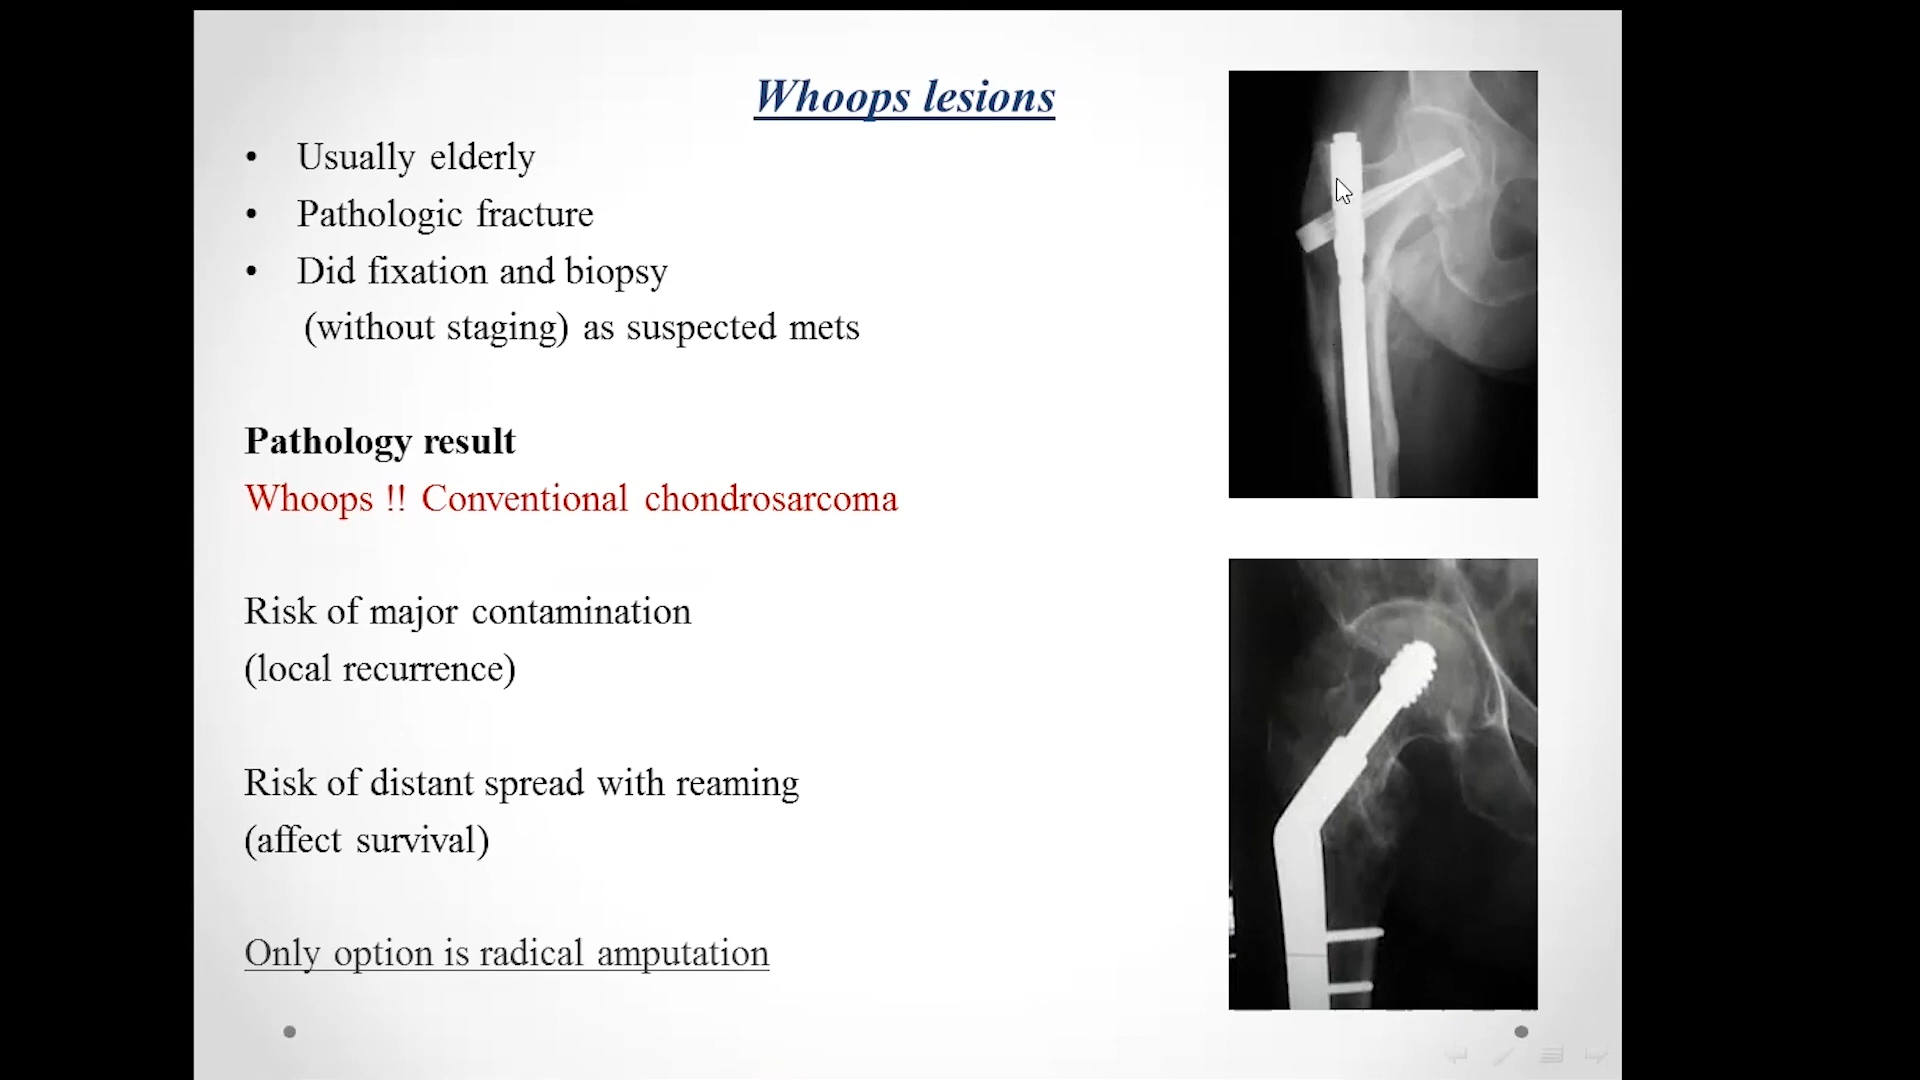 Whoops lesions
• Usually elderly
• Pathologic fracture
• Did fixation and biopsy
(without staging) as suspected mets
Pathology result
Whoops !! Conventional chondrosarcoma
Risk of major contamination
(local recurrence)
Risk of distant spread with reaming
(affect survival)
Only option is radical amputation